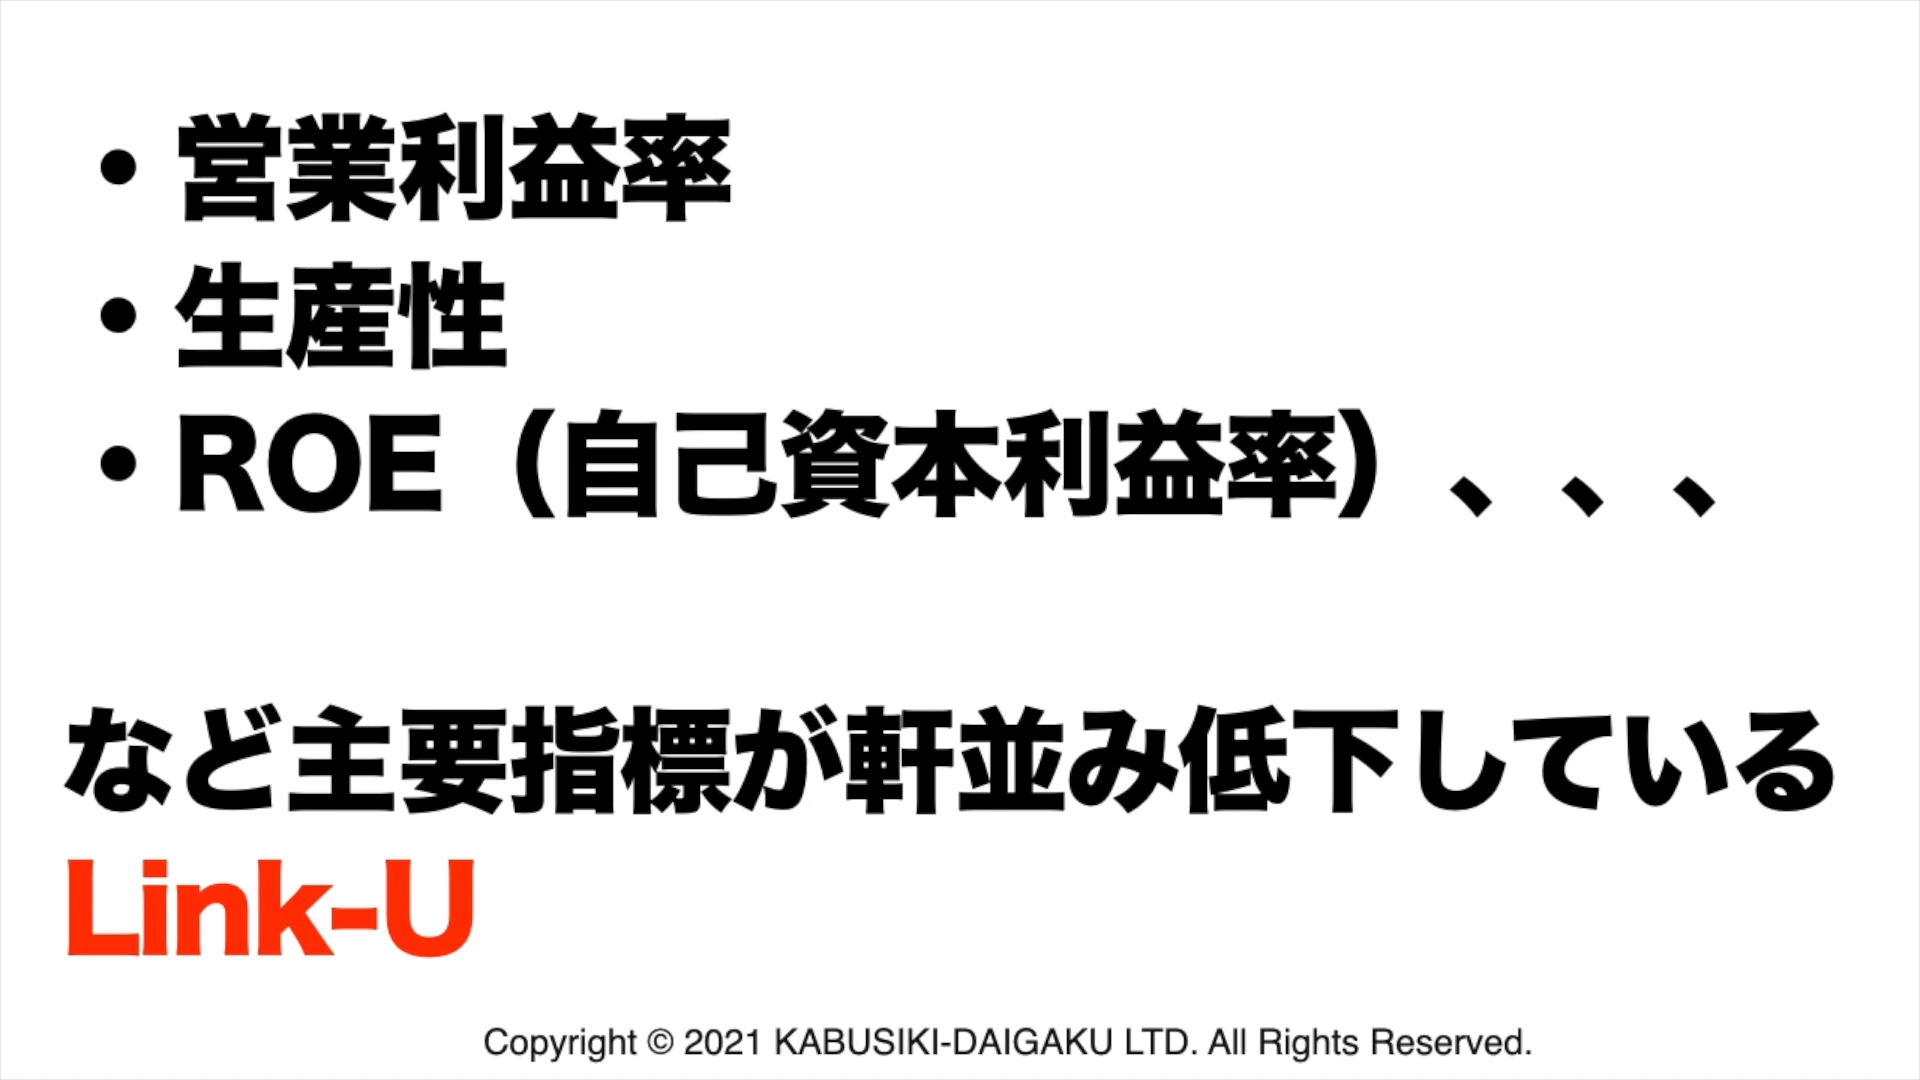 ・営業利益率
・生産性
・ROE（自己資本利益率）、、、
など主要指標が軒並み低下している
Link-U
Copyright © 2021 KABUSIKI-DAIGAKU LTD. All Rights Reserved.